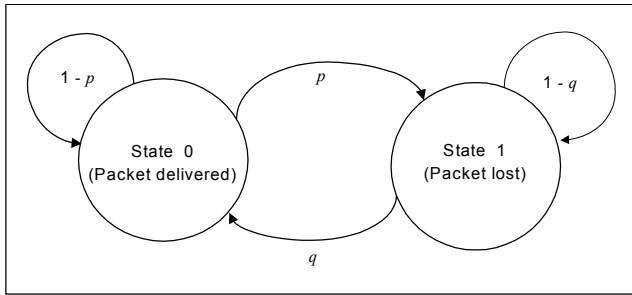 1 - p
p
1 - q
State 0
(Packet delivered)
State 1
(Packet lost)
q